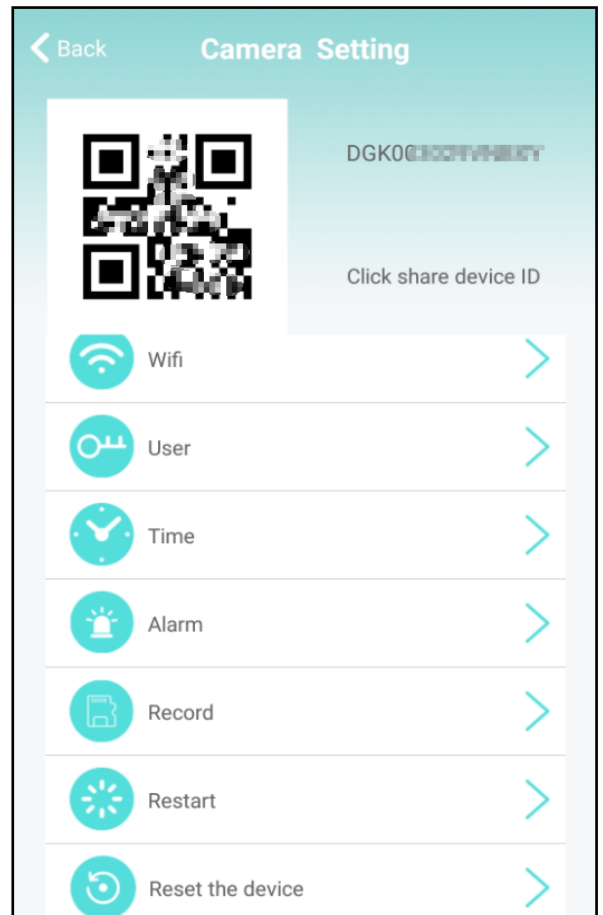 Back
Camera Setting
DGK00
Click share device ID
Wifi
User
Time
Alarm
Record
Restart
Reset the device